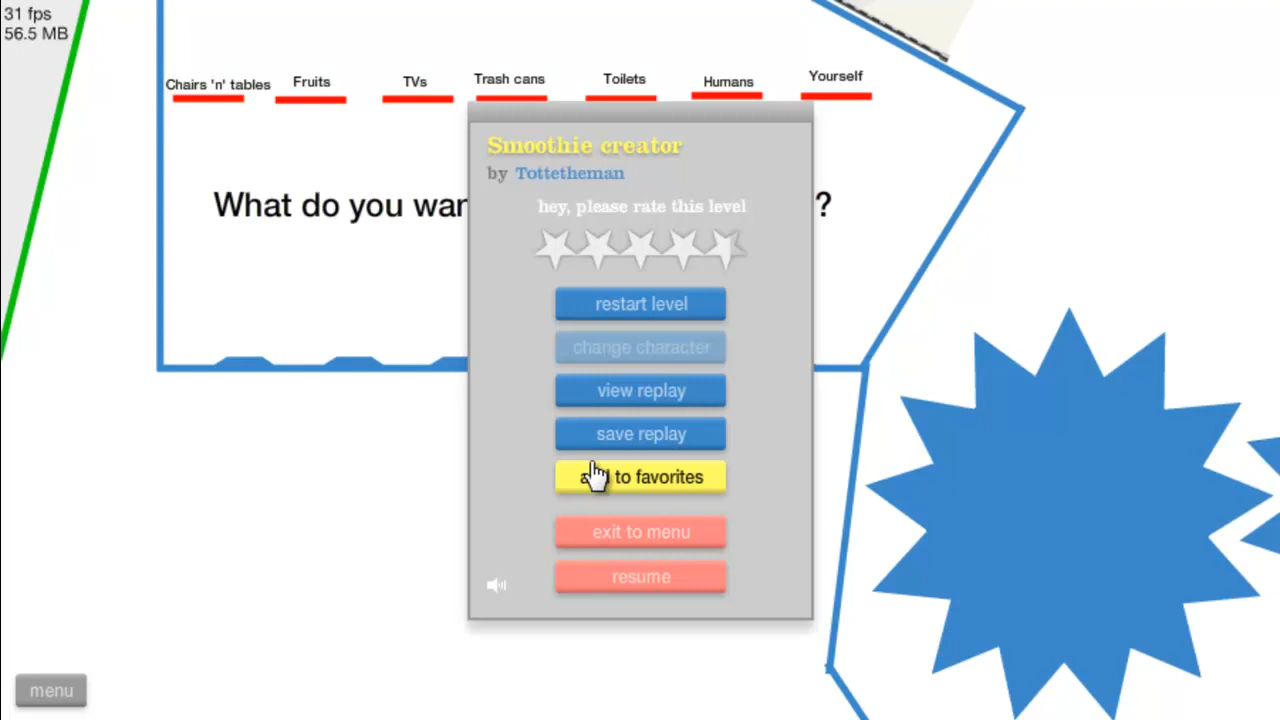 31 fps
56.5 MB
Chairs 'n' tables
Fruits
TVs
Trash cans
Toilets
Humans
Yourself
Smoothie creator
by Tottetheman
What do you
?
hey, please rate this level
restart level
change character
view replay
save replay
to favorites
exit to menu
resume
menu